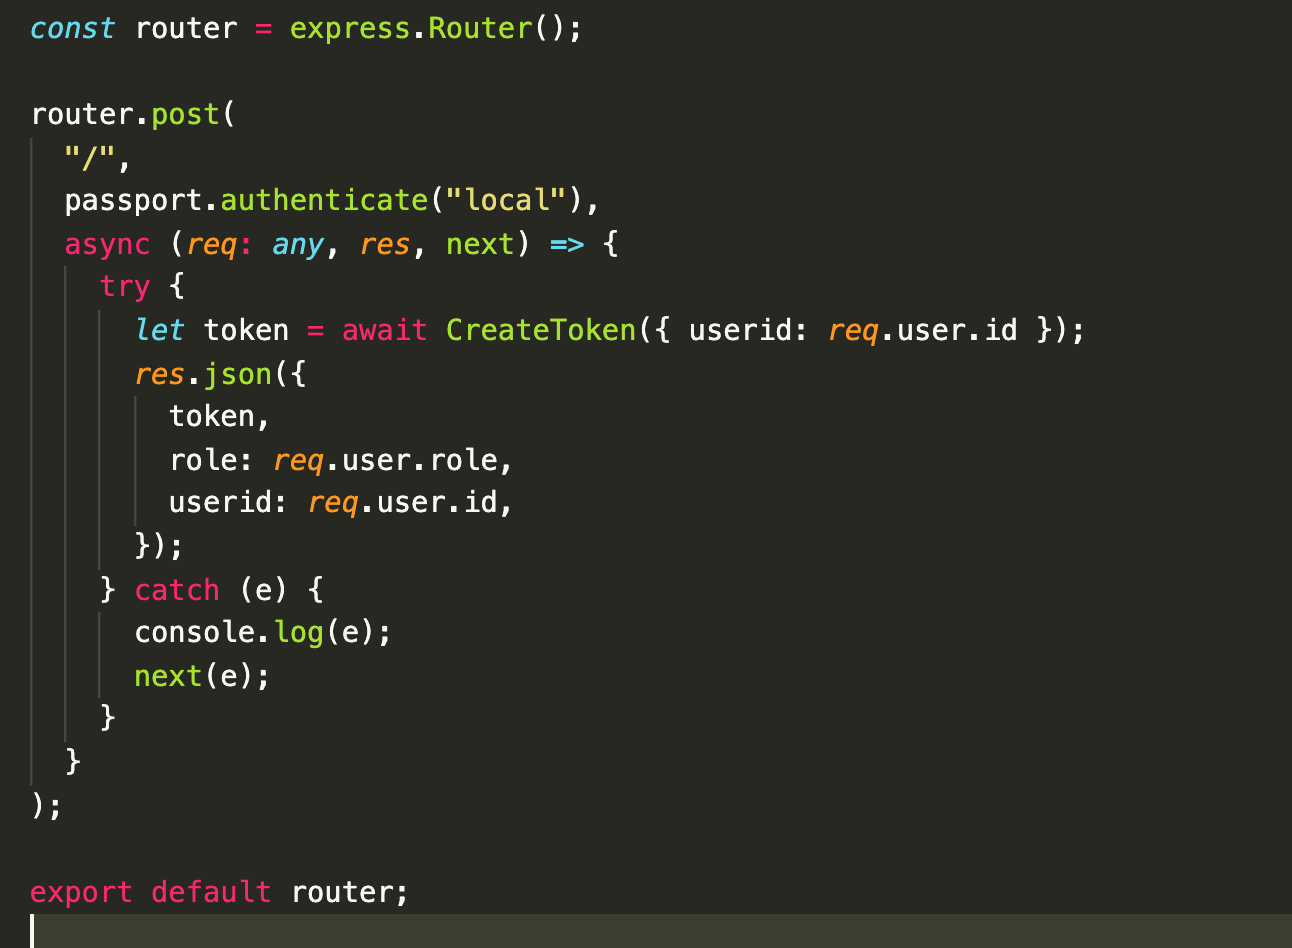 const router = express.Router();
router.post(
"/",
passport.authenticate("local"),
async (req: any, res, next) => {
try {
let token = await CreateToken({ userid: req.user.id });
res.json({
token,
role: req.user.role,
userid: req.user.id,
});
} catch (e) {
console.log(e);
next(e);
}
}
);
export default router;